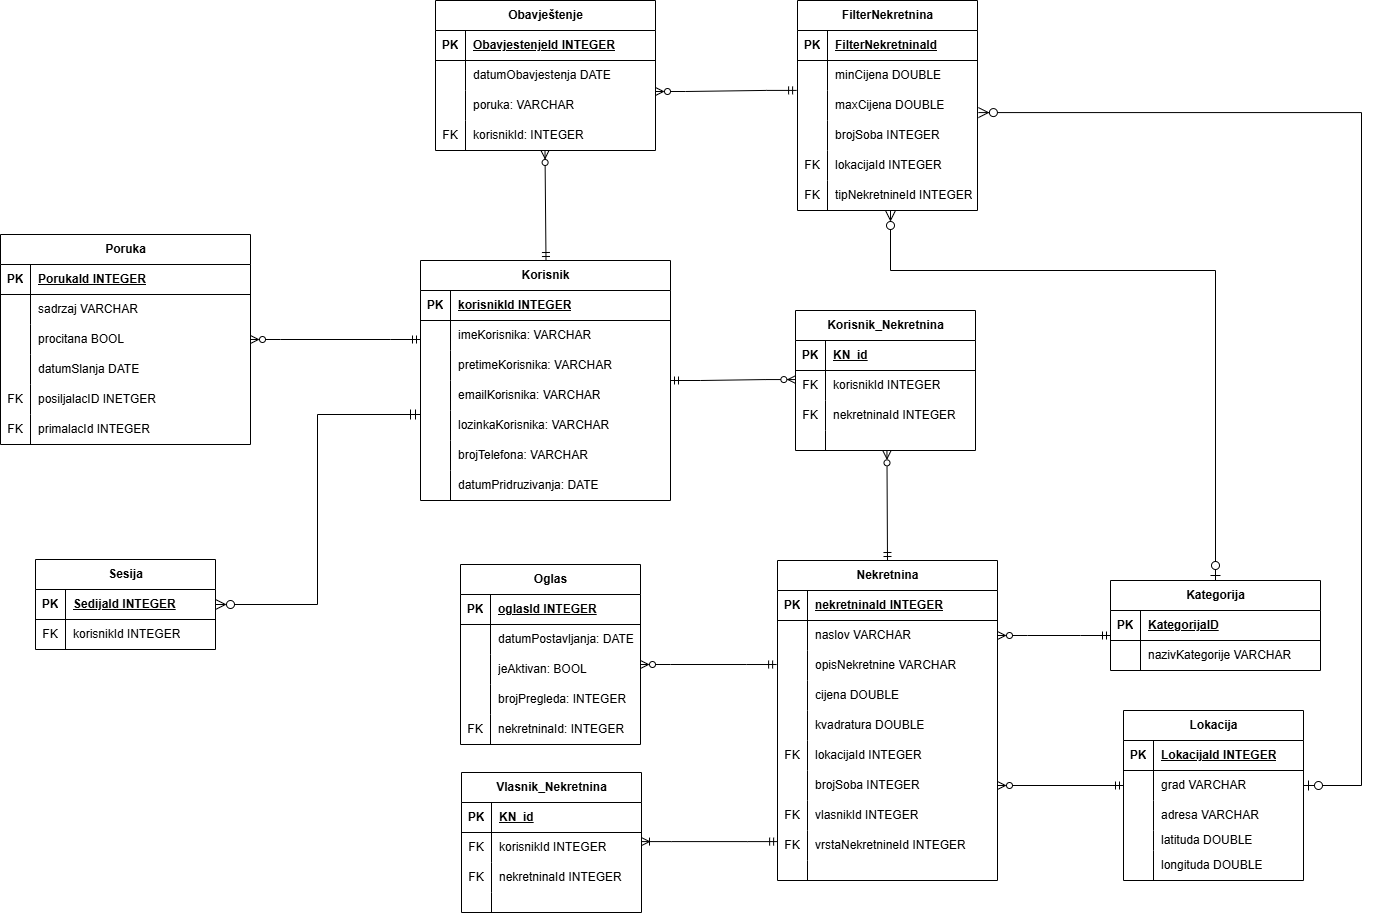 Obavještenje
PK ObavjestenjeId INTEGER
datumObavjestenja DATE
poruka: VARCHAR
FK korisnikId: INTEGER
FilterNekretnina
PK FilterNekretninaId
minCijena DOUBLE
maxCijena DOUBLE
brojSoba INTEGER
FK lokacijaId INTEGER
FK tipNekretnineId INTEGER
Poruka
PK PorukaId INTEGER
sadrzaj VARCHAR
procitana BOOL
datumSlanja DATE
FK posiljalacID INETGER
FK primalacId INTEGER
Korisnik
PK korisnikId INTEGER
imeKorisnika: VARCHAR
pretimeKorisnika: VARCHAR
emailKorisnika: VARCHAR
lozinkaKorisnika: VARCHAR
brojTelefona: VARCHAR
datumPridruzivanja: DATE
Korisnik_Nekretnina
PK KN_id
FK korisnikId INTEGER
FK nekretninaId INTEGER
Sesija
PK SedijaId INTEGER
FK korisnikId INTEGER
Oglas
PK oglasId INTEGER
datumPostavljanja: DATE
jeAktivan: BOOL
brojPregleda: INTEGER
FK nekretninaId: INTEGER
Nekretnina
PK nekretninaId INTEGER
naslov VARCHAR
opisNekretnine VARCHAR
cijena DOUBLE
kvadratura DOUBLE
FK lokacijaId INTEGER
brojSoba INTEGER
FK vlasnikId INTEGER
FK vrstaNekretnineId INTEGER
Kategorija
PK KategorijaID
nazivKategorije VARCHAR
Lokacija
PK LokacijaId INTEGER
grad VARCHAR
adresa VARCHAR
latituda DOUBLE
longituda DOUBLE
Vlasnik_Nekretnina
PK KN_id
FK korisnikId INTEGER
FK nekretninaId INTEGER